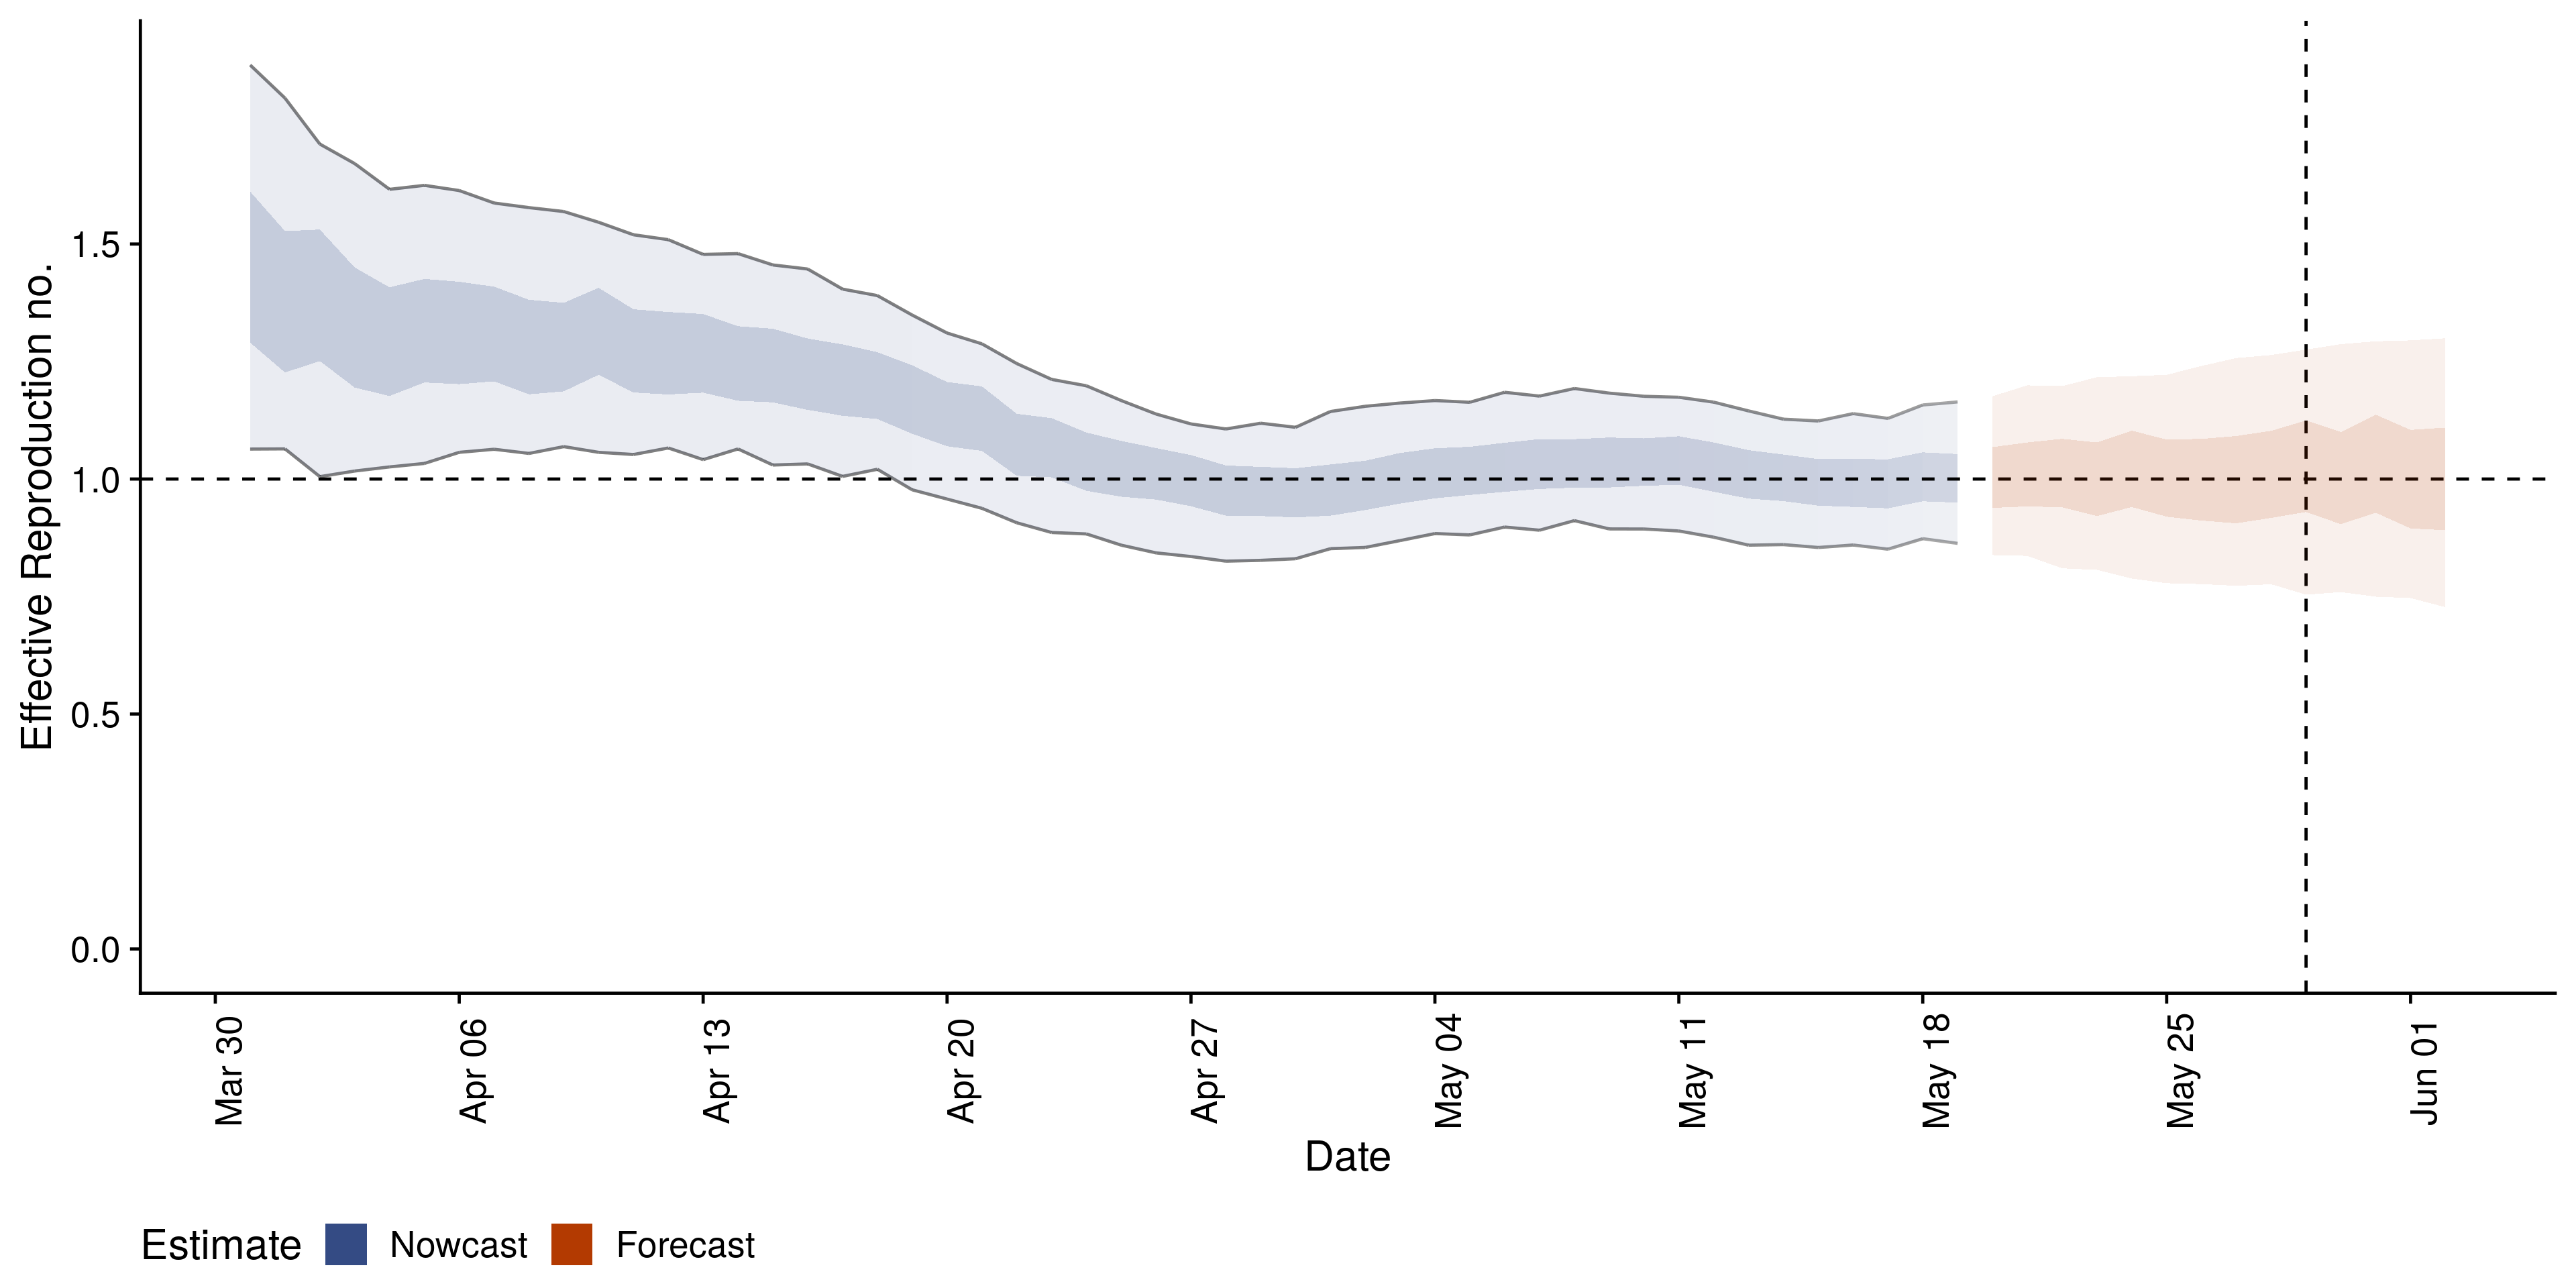 Effective Reproduction no.
1.5
1.0
0.5
0.0
Mar 30
Apr 06
Apr 13
Apr 20
Apr 27
May 04
May 11
May 18
May 25
Jun 01
Date
Estimate Nowcast Forecast